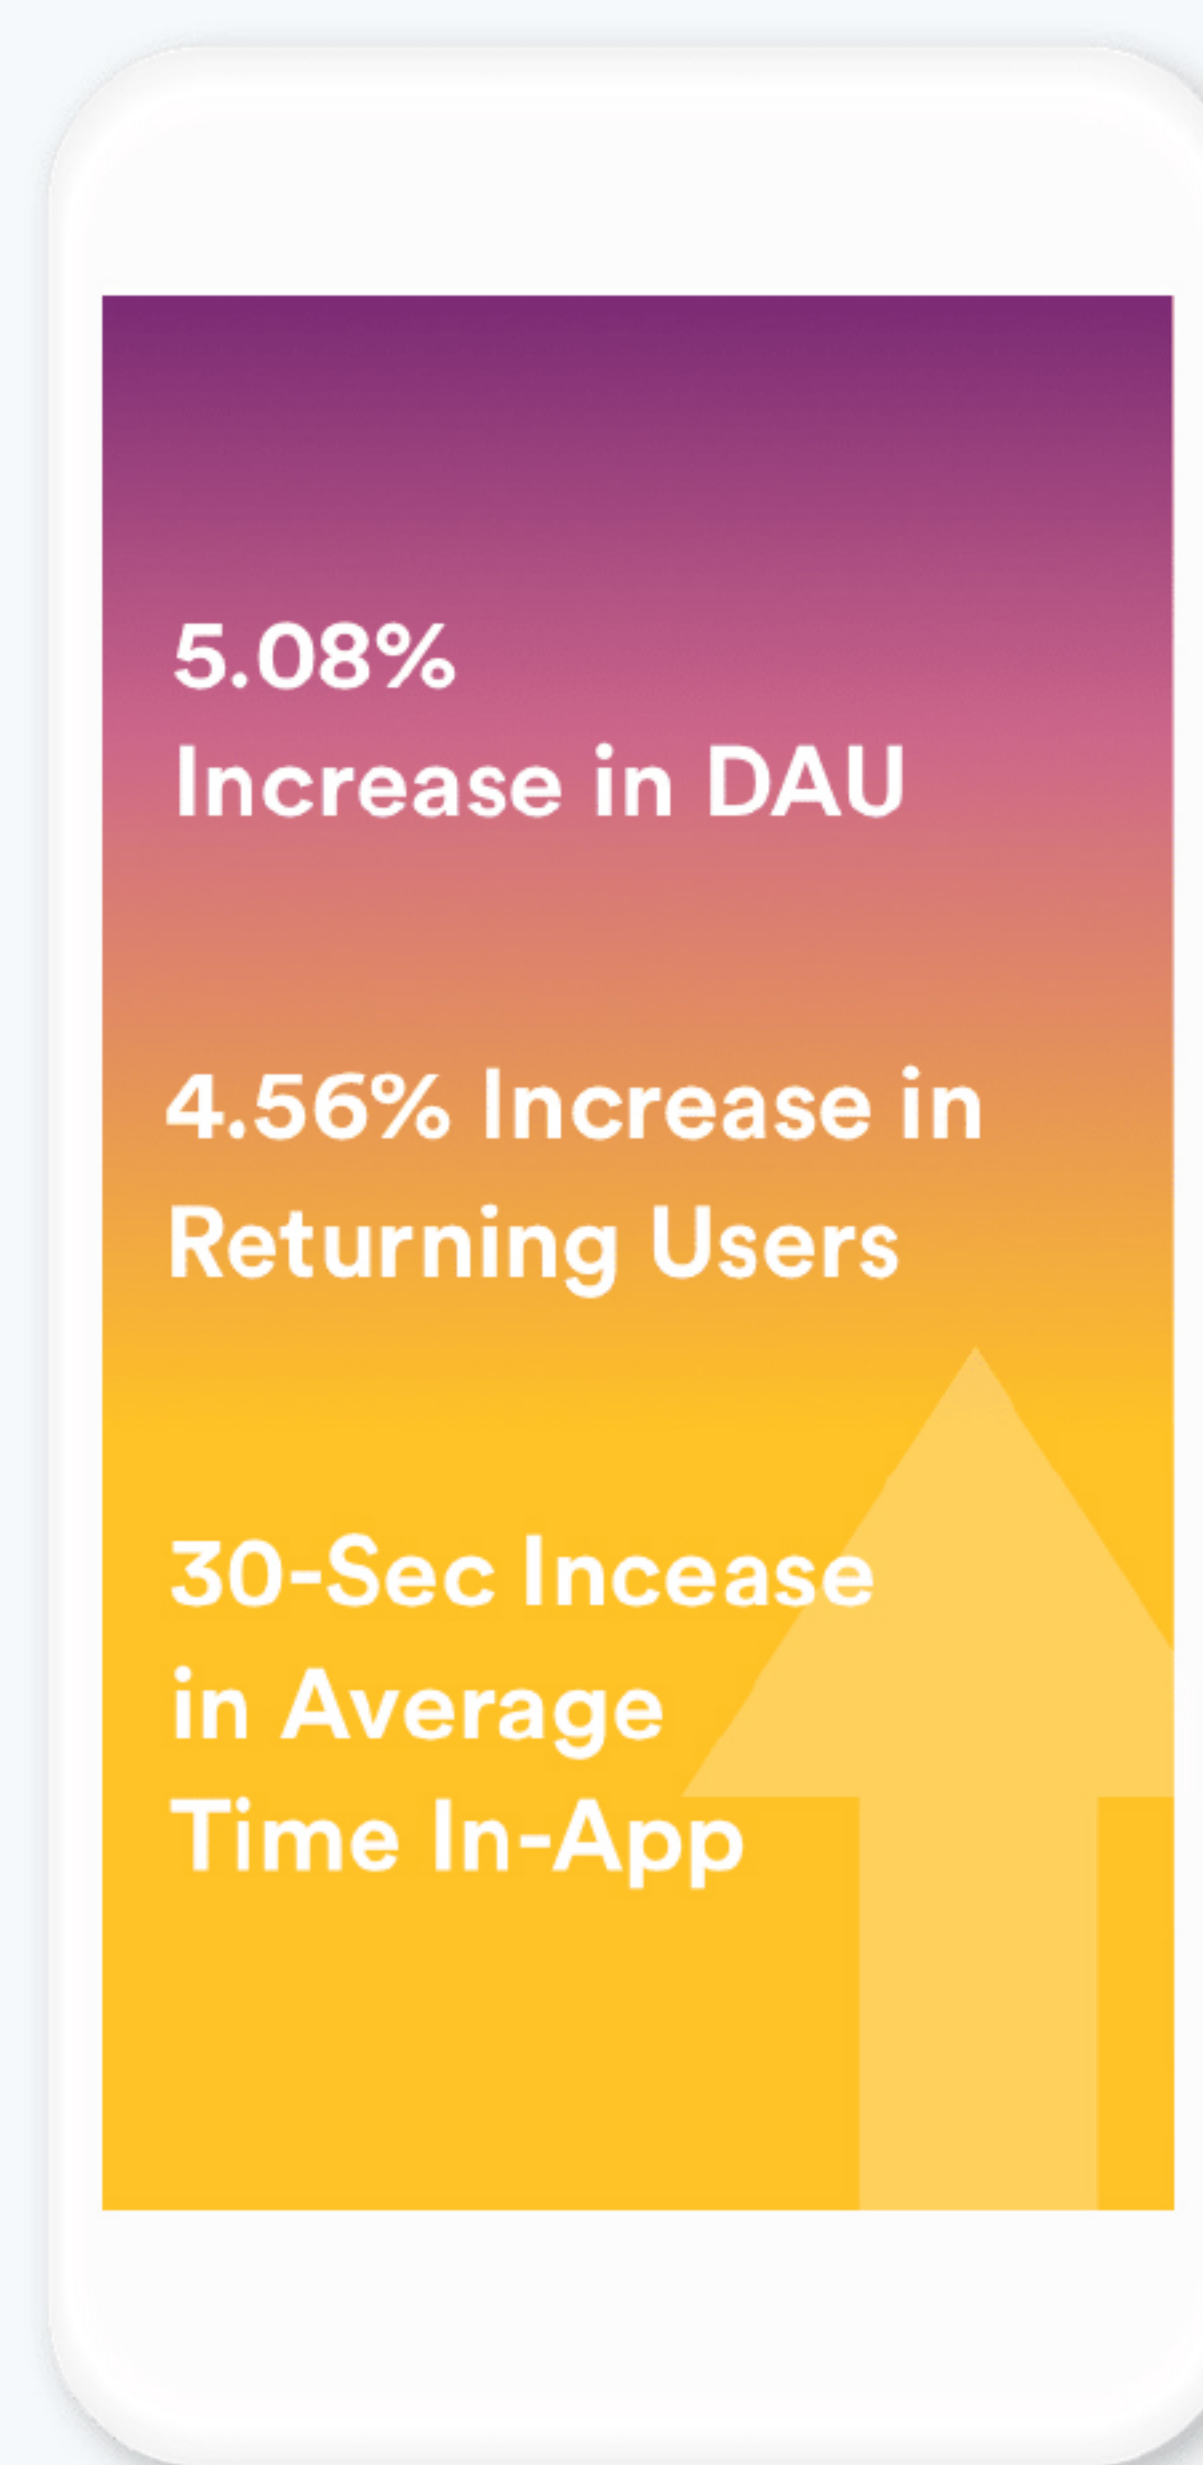 5.08%
Increase in DAU
4.56% Increase in
Returning Users
30-Sec Incease
in Average
Time In-App